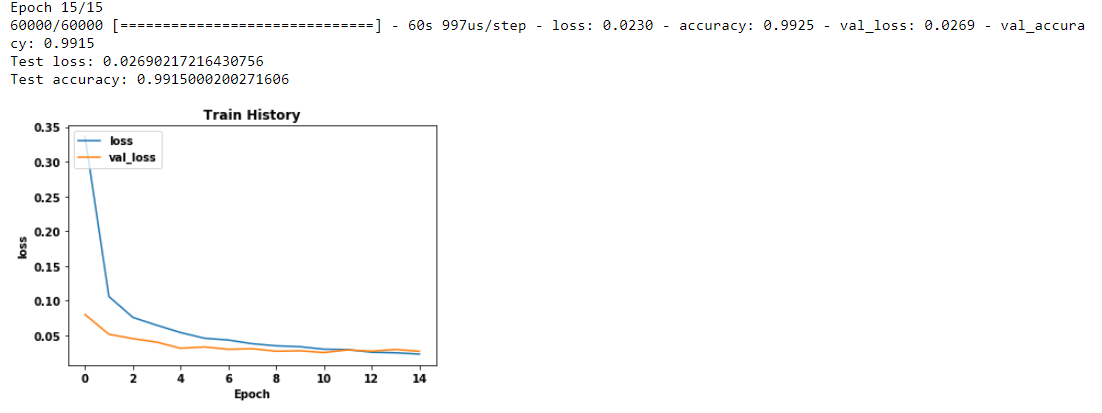 Epoch 15/15
60000/60000 [==============================] - 60s 997us/step - loss: 0.0230 - accuracy: 0.9925 - val_loss: 0.0269 - val_accura
cy: 0.9915
Test loss: 0.02690217216430756
Test accuracy: 0.9915000200271606
Train History
loss
val_loss
0.35
0.30
0.25
0.20
0.15
0.10
0.05
loss
0 2 4 6 8 10 12 14
Epoch